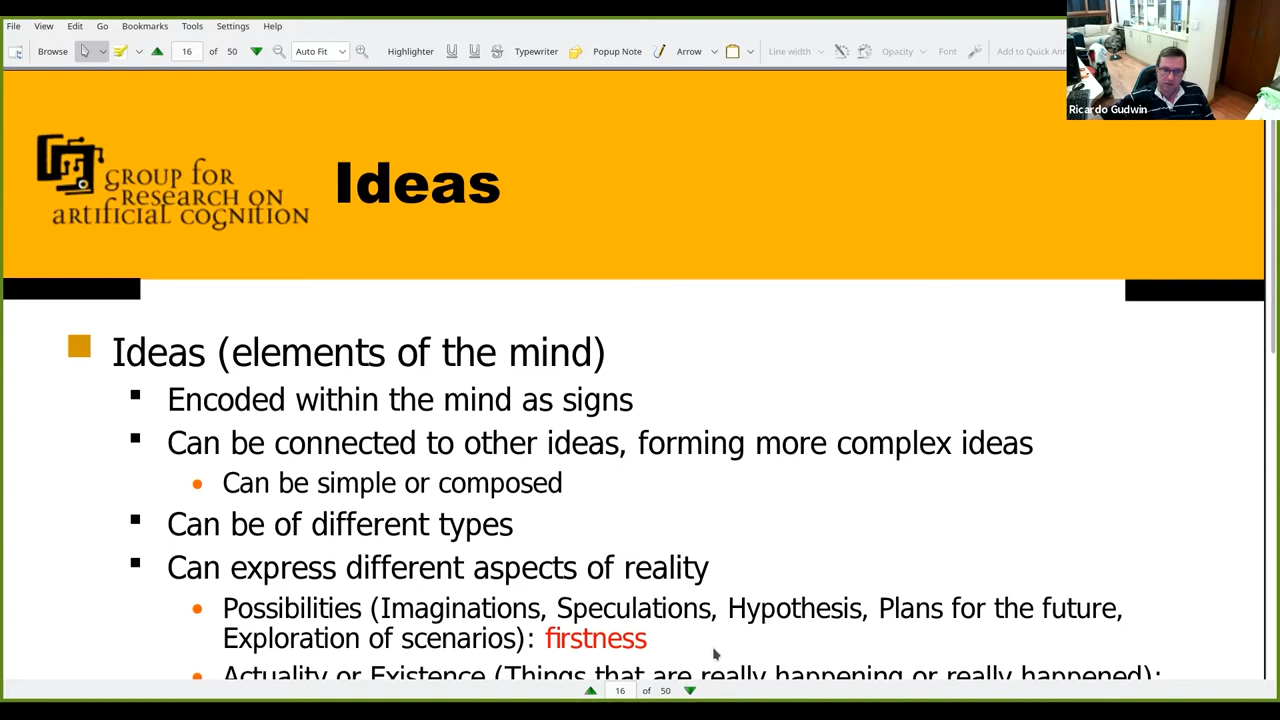 File View Edit Go Bookmarks Tools Settings Help
Browse 16 of 50 Auto Fit Highlighter Typewriter Popup Note Arrow Line width Opacity Font Add to Quick
Ricardo Gudwin
GROUP FOR
RESEARCH ON
ARTIFICIAL COGNITION
Ideas
Ideas (elements of the mind)
Encoded within the mind as signs
Can be connected to other ideas, forming more complex ideas
Can be simple or composed
Can be of different types
Can express different aspects of reality
Possibilities (Imaginations, Speculations, Hypothesis, Plans for the future,
Exploration of scenarios): firstness
Actuality or Existence (Things that are really happening or really happened):
16 of 50